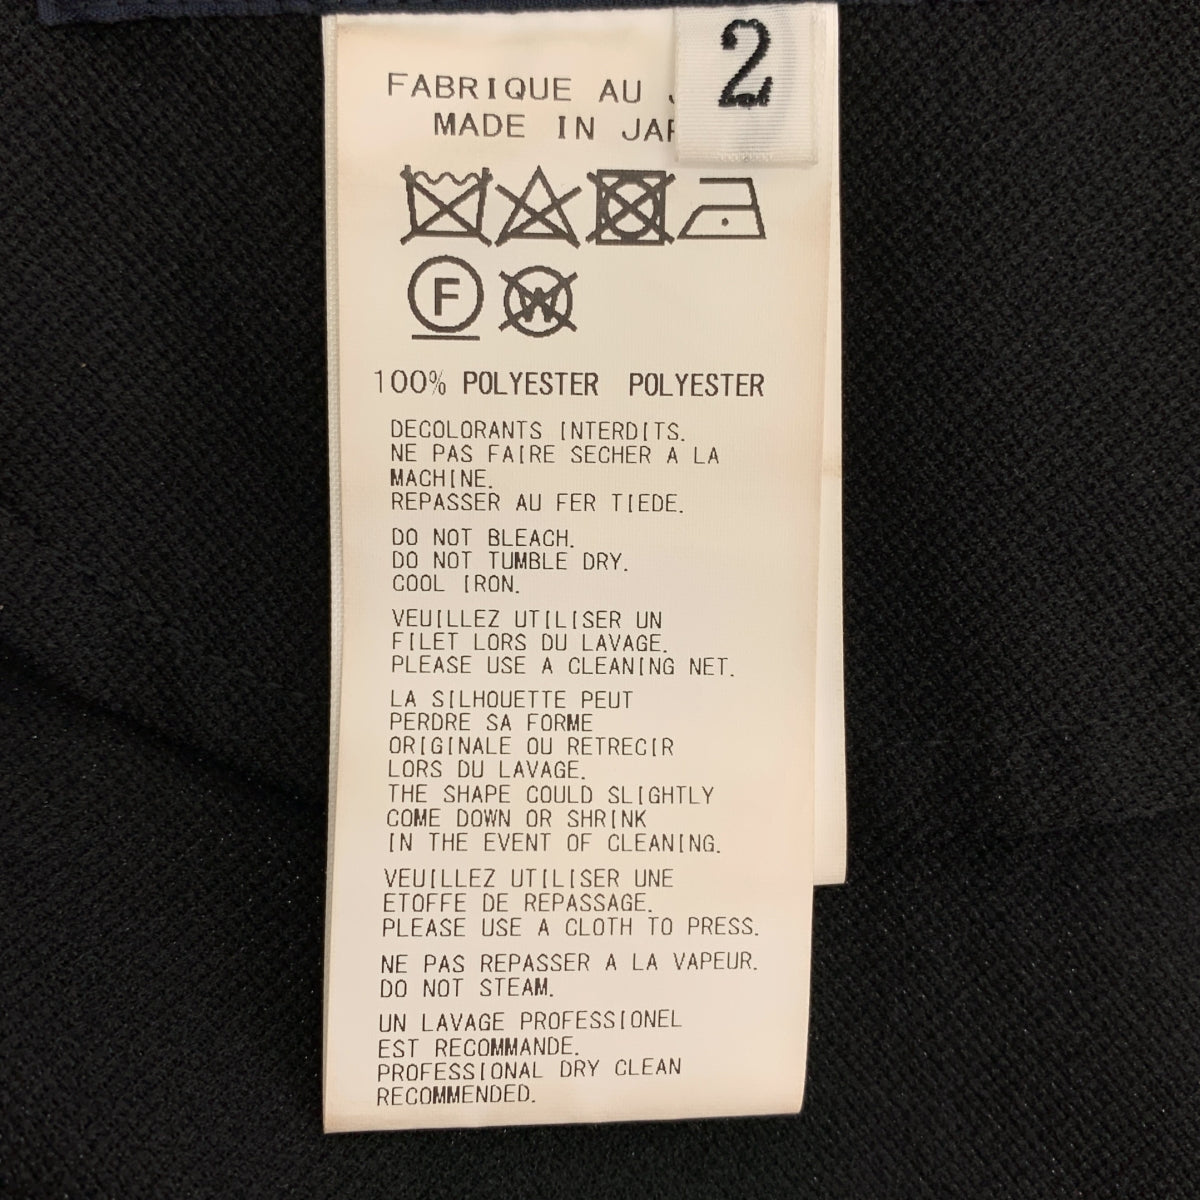 2
FABRIQUE AU
MADE IN
F
W
100% POLYESTER POLYESTER
DECOLORANTS INTERDITS.
NE PAS FAIRE SECHER A LA
MACHINE.
REPASSER AU FER TIEDE.
DO NOT BLEACH.
DO NOT TUMBLE DRY.
COOL IRON.
VEUILLEZ UTILISER UN
FILET LORS DU LAVAGE.
PLEASE USE A CLEANING NET.
LA SILHOUETTE PEUT
PERDRE SA FORME
ORIGINALE OU RETRECIR
LORS DU LAVAGE.
THE SHAPE COULD SLIGHTLY
COME DOWN OR SHRINK
IN THE EVENT OF CLEANING.
VEUILLEZ UTILISER UNE
ETOFFE DE REPASSAGE.
PLEASE USE A CLOTH TO PRESS.
NE PAS REPASSER A LA VAPEUR.
DO NOT STEAM.
UN LAVAGE PROFESSIONEL
EST RECOMMANDE.
PROFESSIONAL DRY CLEAN
RECOMMENDED.